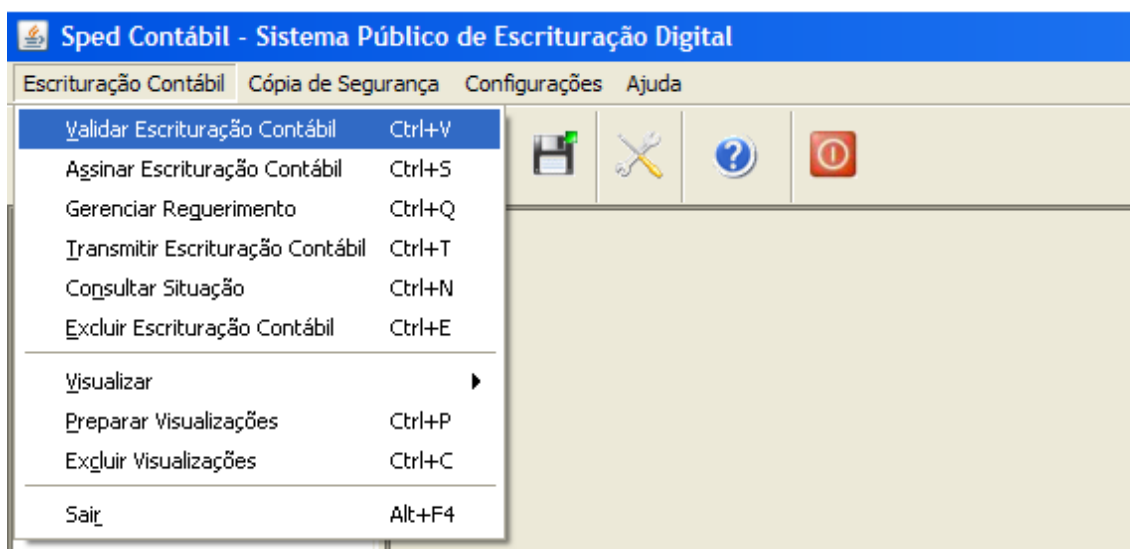 Sped Contábil - Sistema Público de Escrituração Digital
Escrituração Contábil Cópia de Segurança Configurações Ajuda
Validar Escrituração Contábil Ctrl+V
Assinar Escrituração Contábil Ctrl+S
Gerenciar Requerimento Ctrl+Q
Transmitir Escrituração Contábil Ctrl+T
Consultar Situação Ctrl+N
Excluir Escrituração Contábil Ctrl+E
Visualizar
Preparar Visualizações Ctrl+P
Excluir Visualizações Ctrl+C
Sair Alt+F4